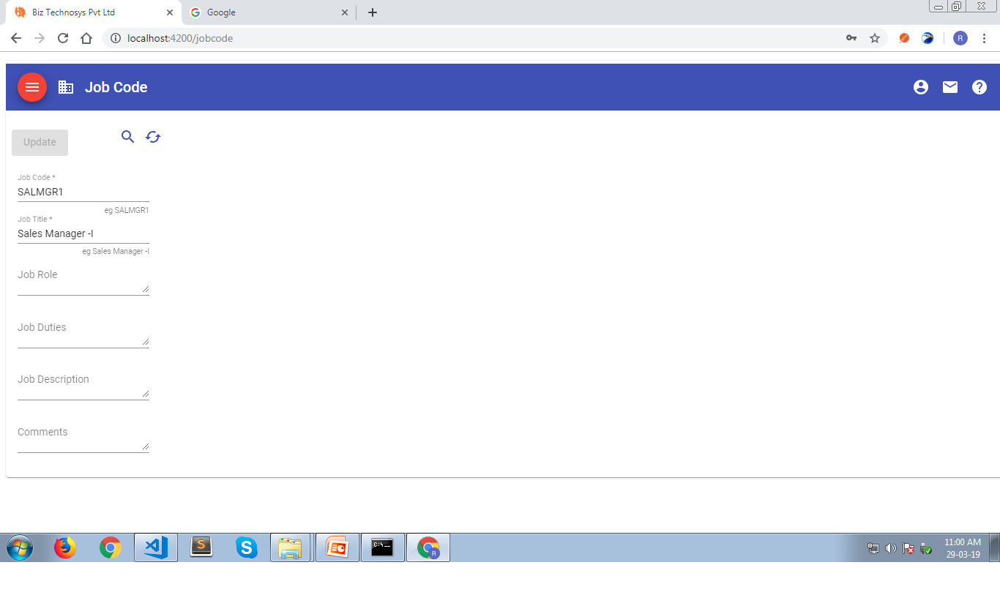 Biz Technosys Pvt Ltd
Google
localhost:4200/jobcode
R
Job Code
Update
Job Code *
SALMGR1
eg SALMGR1
Job Title *
Sales Manager -I
eg Sales Manager -I
Job Role
Job Duties
Job Description
Comments
S
S
C:\
R
11:00 AM
29-03-19